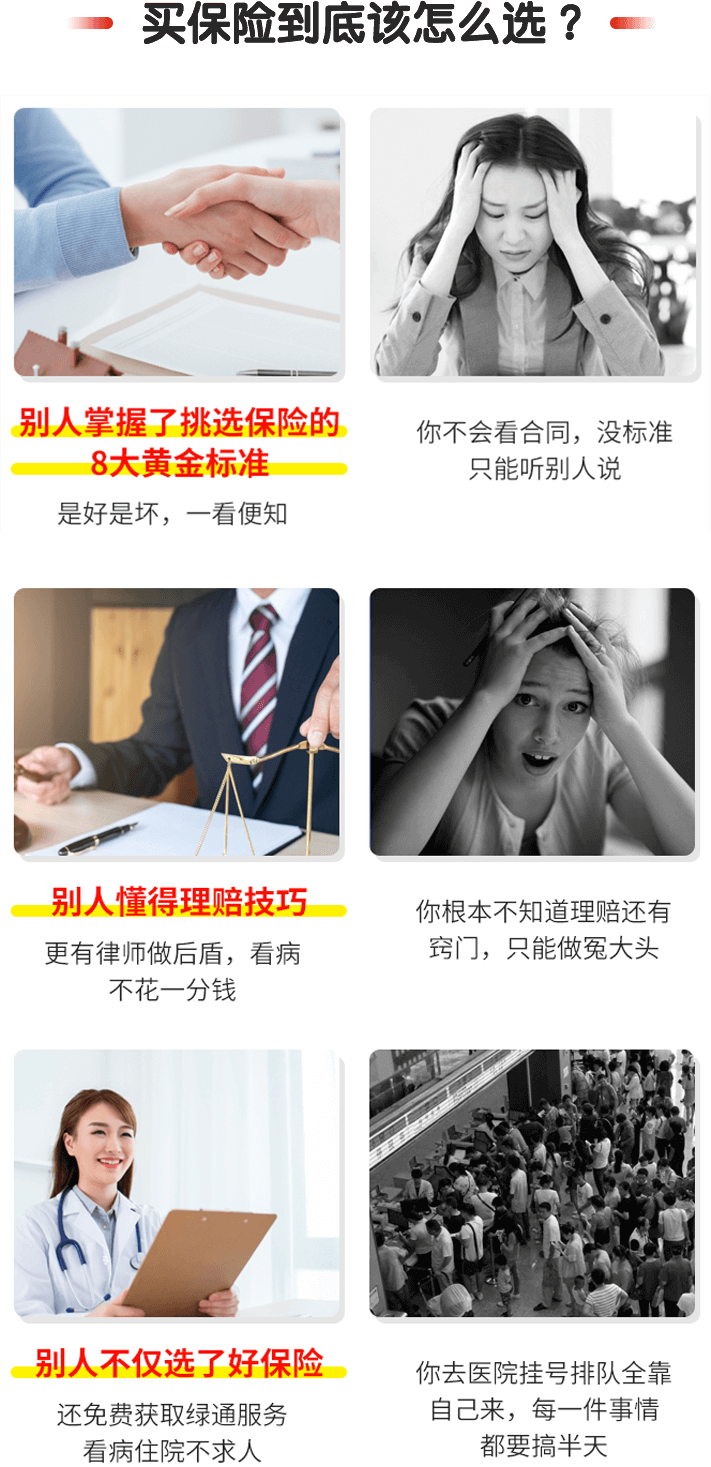 买保险到底该怎么选？
别人掌握了挑选保险的
8大黄金标准
是好是坏，一看便知
你不会看合同，没标准
只能听别人说
别人懂得理赔技巧
更有律师做后盾，看病
不花一分钱
你根本不知道理赔还有
窍门，只能做冤大头
别人不仅选了好保险
还免费获取绿通服务
看病住院不求人
你去医院挂号排队全靠
自己来，每一件事情
都要搞半天